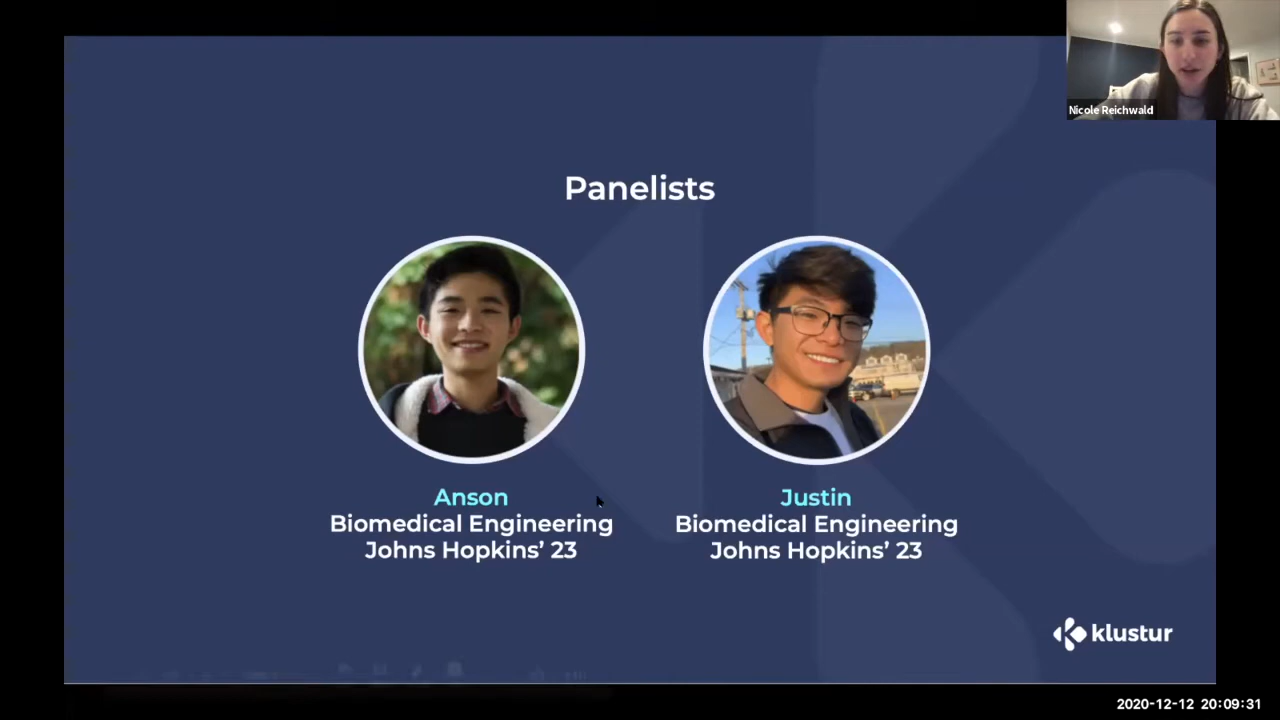 Nicole Reichwald
Panelists
Anson
Biomedical Engineering
Johns Hopkins’ 23
Justin
Biomedical Engineering
Johns Hopkins’ 23
klustur
2020-12-12 20:09:31